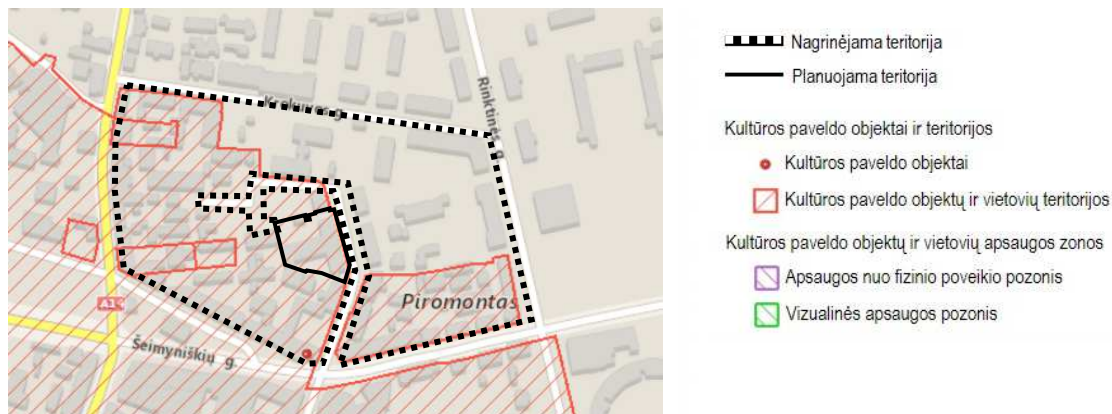 Krokuvos g.
Rinktinės g.
Piromontas
A14
Šeimyniškių g.
Nagrinėjama teritorija
Planuojama teritorija
Kultūros paveldo objektai ir teritorijos
Kultūros paveldo objektai
Kultūros paveldo objektų ir vietovių teritorijos
Kultūros paveldo objektų ir vietovių apsaugos zonos
Apsaugos nuo fizinio poveikio pozonis
Vizualinės apsaugos pozonis